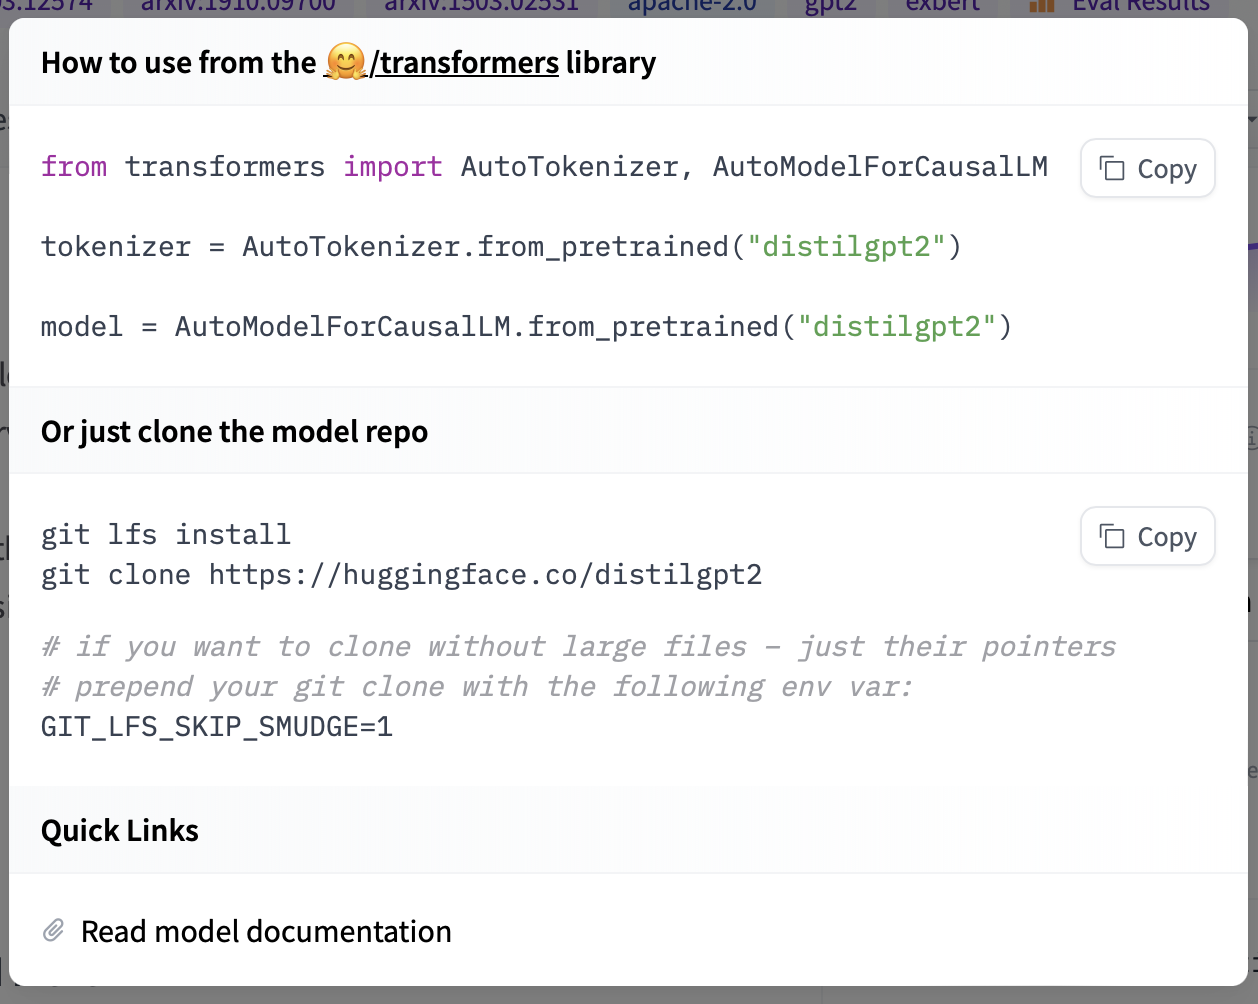 arxiv.1910.09700 arxiv.1503.02531 apache-2.0 gpt2 expert Eval Results
How to use from the 🤗/transformers library
from transformers import AutoTokenizer, AutoModelForCausalLM
Copy
tokenizer = AutoTokenizer.from_pretrained("distilgpt2")
model = AutoModelForCausalLM.from_pretrained("distilgpt2")
Or just clone the model repo
git lfs install
Copy
git clone https://huggingface.co/distilgpt2
# if you want to clone without large files – just their pointers
# prepend your git clone with the following env var:
GIT_LFS_SKIP_SMUDGE=1
Quick Links
Read model documentation